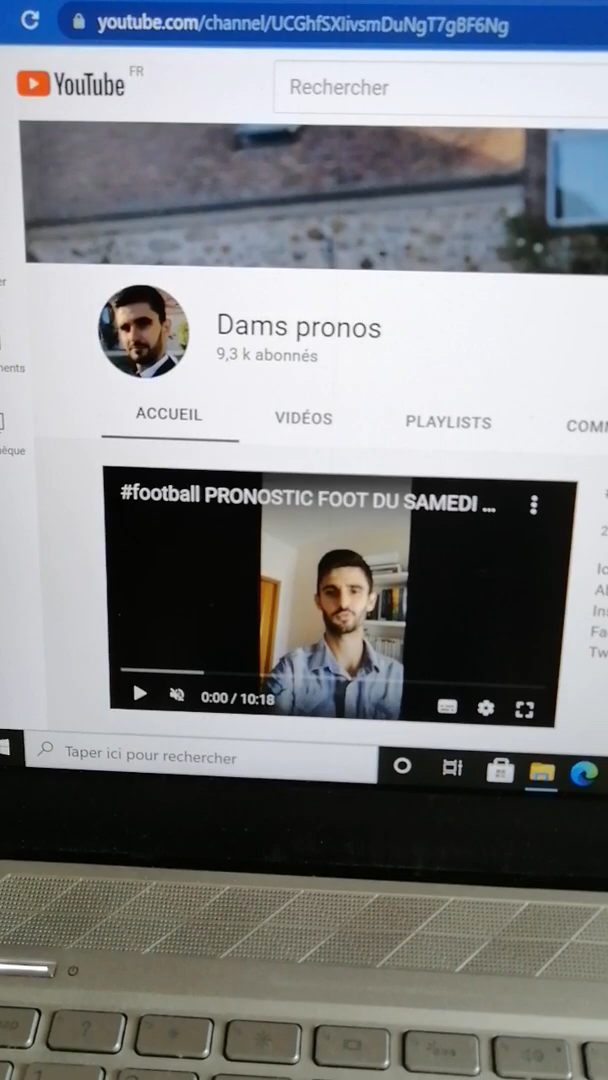 youtube.com/channel/UCGhfSXIivsmDuNgT7gBF6Ng
YouTube FR
Rechercher
Dams pronos
9,3 k abonnés
ACCUEIL VIDÉOS PLAYLISTS COMM
#football PRONOSTIC FOOT DU SAMEDI ...
0:00 / 10:18
Taper ici pour rechercher